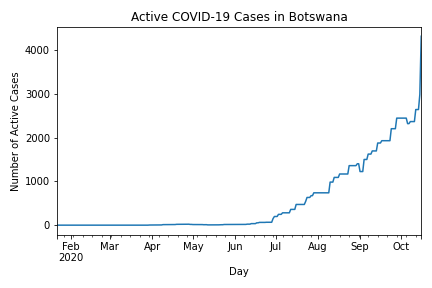 Active COVID-19 Cases in Botswana
Number of Active Cases
4000
3000
2000
1000
0
Feb Mar Apr May Jun Jul Aug Sep Oct
2020
Day